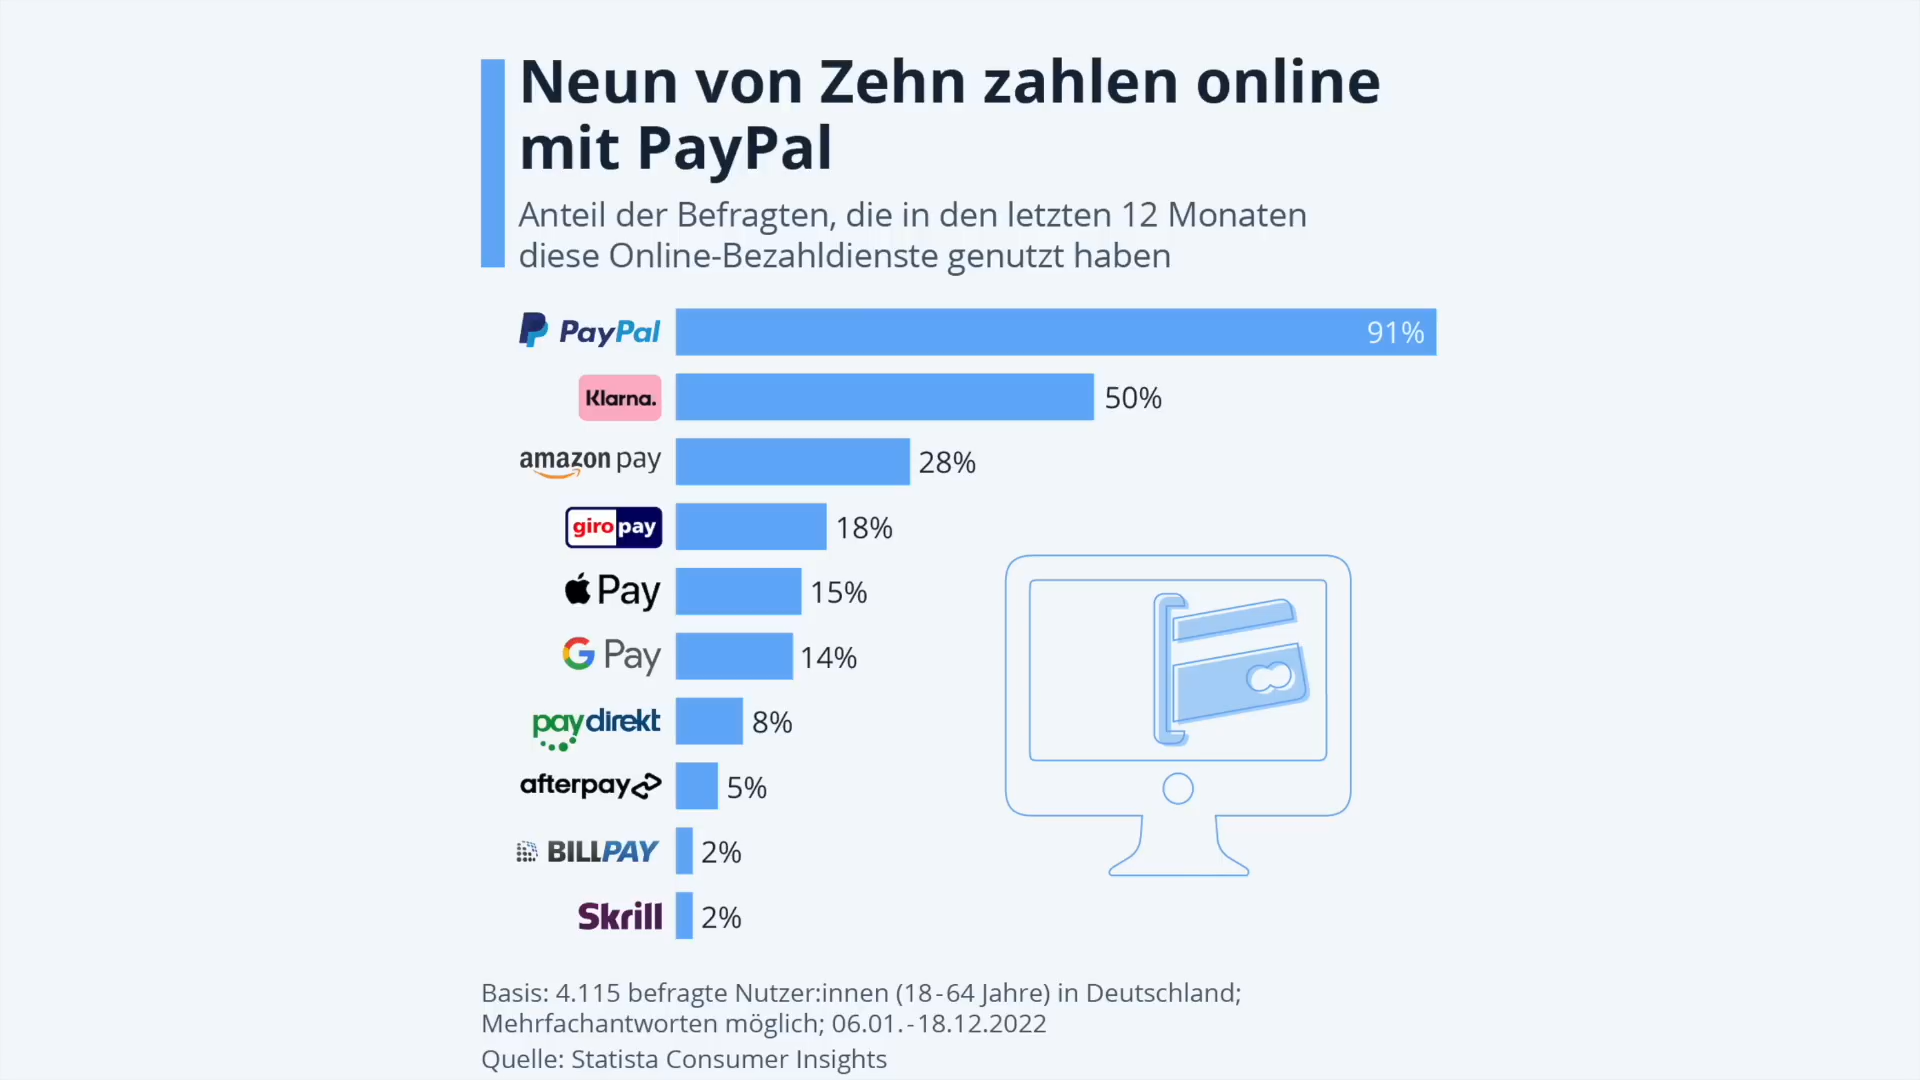 Neun von Zehn zahlen online
mit PayPal
Anteil der Befragten, die in den letzten 12 Monaten
diese Online-Bezahldienste genutzt haben
PayPal 91%
Klarna. 50%
amazon pay 28%
giropay 18%
Pay 15%
G Pay 14%
paydirekt 8%
afterpay 5%
BILLPAY 2%
Skrill 2%
Basis: 4.115 befragte Nutzer:innen (18-64 Jahre) in Deutschland;
Mehrfachantworten möglich; 06.01.-18.12.2022
Quelle: Statista Consumer Insights